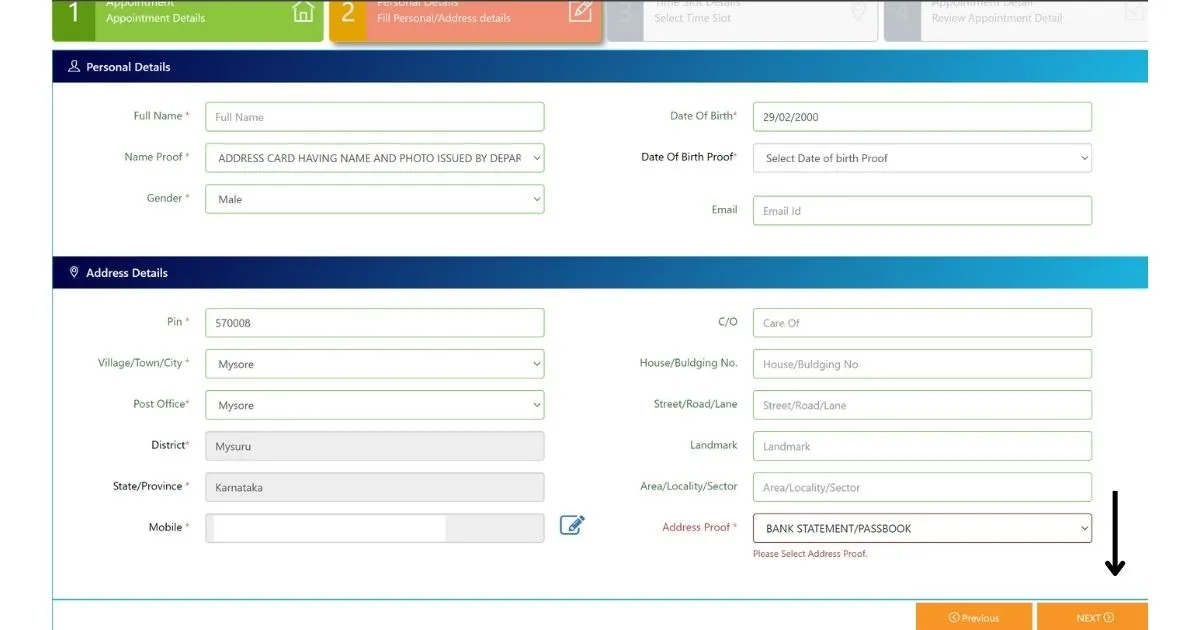 1 Appointment
Appointment Details
2 Personal Details
Fill Personal/Address details
3 Time Slot Details
Select Time Slot
4 Appointment Detail
Review Appointment Detail
Personal Details
Full Name * Full Name
Date Of Birth* 29/02/2000
Name Proof * ADDRESS CARD HAVING NAME AND PHOTO ISSUED BY DEPAR
Date Of Birth Proof* Select Date of birth Proof
Gender * Male
Email Email Id
Address Details
Pin * 570008
C/O Care Of
Village/Town/City * Mysore
House/Buldging No. House/Buldging No
Post Office* Mysore
Street/Road/Lane Street/Road/Lane
District* Mysuru
Landmark Landmark
State/Province * Karnataka
Area/Locality/Sector Area/Locality/Sector
Mobile *
Address Proof * BANK STATEMENT/PASSBOOK
Please Select Address Proof.
Previous NEXT